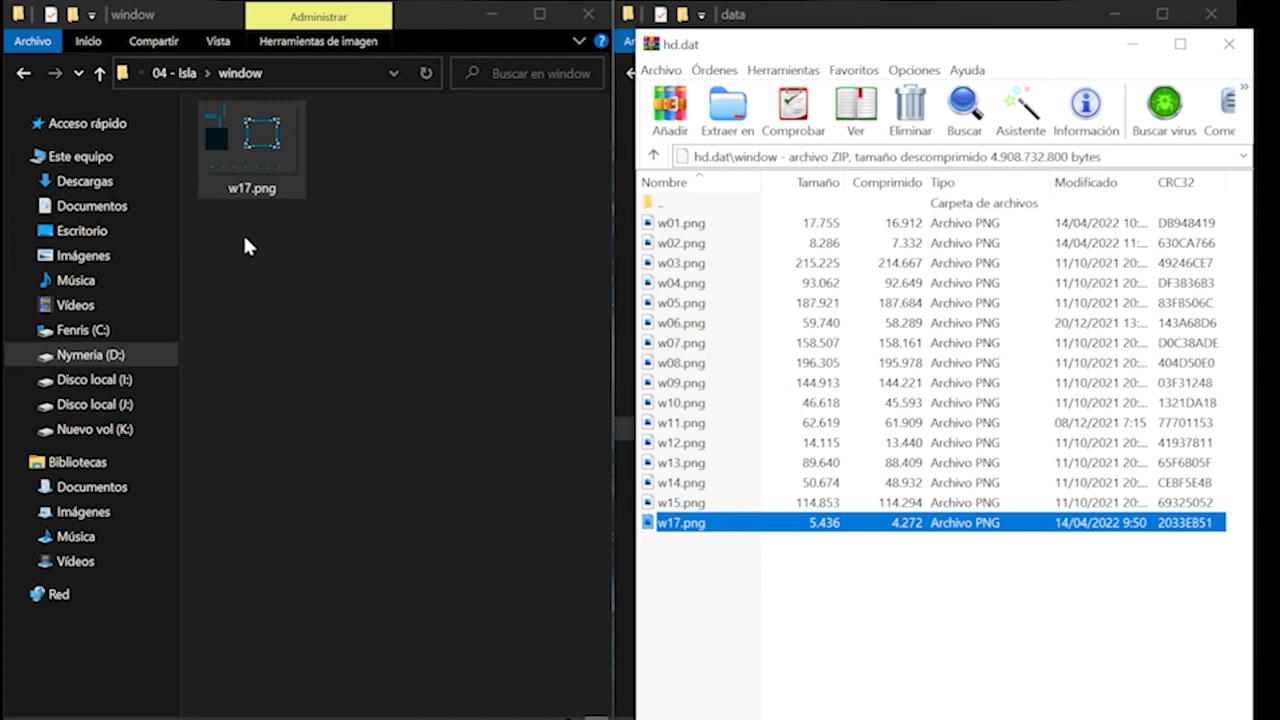 window
Administrar
Archivo Inicio Compartir Vista Herramientas de imagen
04 - Isla > window
Buscar en window
Acceso rápido
Este equipo
Descargas
Documentos
Escritorio
Imágenes
Música
Vídeos
Fenris (C:)
Nymeria (D:)
Disco local (I:)
Disco local (J:)
Nuevo vol (K:)
Bibliotecas
Documentos
Imágenes
Música
Vídeos
Red
w17.png
data
hd.dat
Archivo Órdenes Herramientas Favoritos Opciones Ayuda
Añadir Extraer en Comprobar Ver Eliminar Buscar Asistente Información Buscar virus Come
hd.dat\window - archivo ZIP, tamaño descomprimido 4.908.732.800 bytes
Nombre Tamaño Comprimido Tipo Modificado CRC32
.. Carpeta de archivos
w01.png 17.755 16.912 Archivo PNG 14/04/2022 10:... DB948419
w02.png 8.286 7.332 Archivo PNG 14/04/2022 11:... 630CA766
w03.png 215.225 214.667 Archivo PNG 11/10/2021 20:... 49246CE7
w04.png 93.062 92.649 Archivo PNG 11/10/2021 20:... DF3836B3
w05.png 187.921 187.684 Archivo PNG 11/10/2021 20:... 83FB506C
w06.png 59.740 58.289 Archivo PNG 20/12/2021 13:... 143A68D6
w07.png 158.507 158.161 Archivo PNG 11/10/2021 20:... D0C38ADE
w08.png 196.305 195.978 Archivo PNG 11/10/2021 20:... 404D50E0
w09.png 144.913 144.221 Archivo PNG 11/10/2021 20:... 03F31248
w10.png 46.618 45.593 Archivo PNG 11/10/2021 20:... 1321DA1B
w11.png 62.619 61.909 Archivo PNG 08/12/2021 7:15 77701153
w12.png 14.115 13.440 Archivo PNG 11/10/2021 20:... 41937811
w13.png 89.640 88.409 Archivo PNG 11/10/2021 20:... 65F6B05F
w14.png 50.674 48.932 Archivo PNG 11/10/2021 20:... CEBF5E4B
w15.png 114.853 114.294 Archivo PNG 11/10/2021 20:... 69325052
w17.png 5.436 4.272 Archivo PNG 14/04/2022 9:50 2033EB51